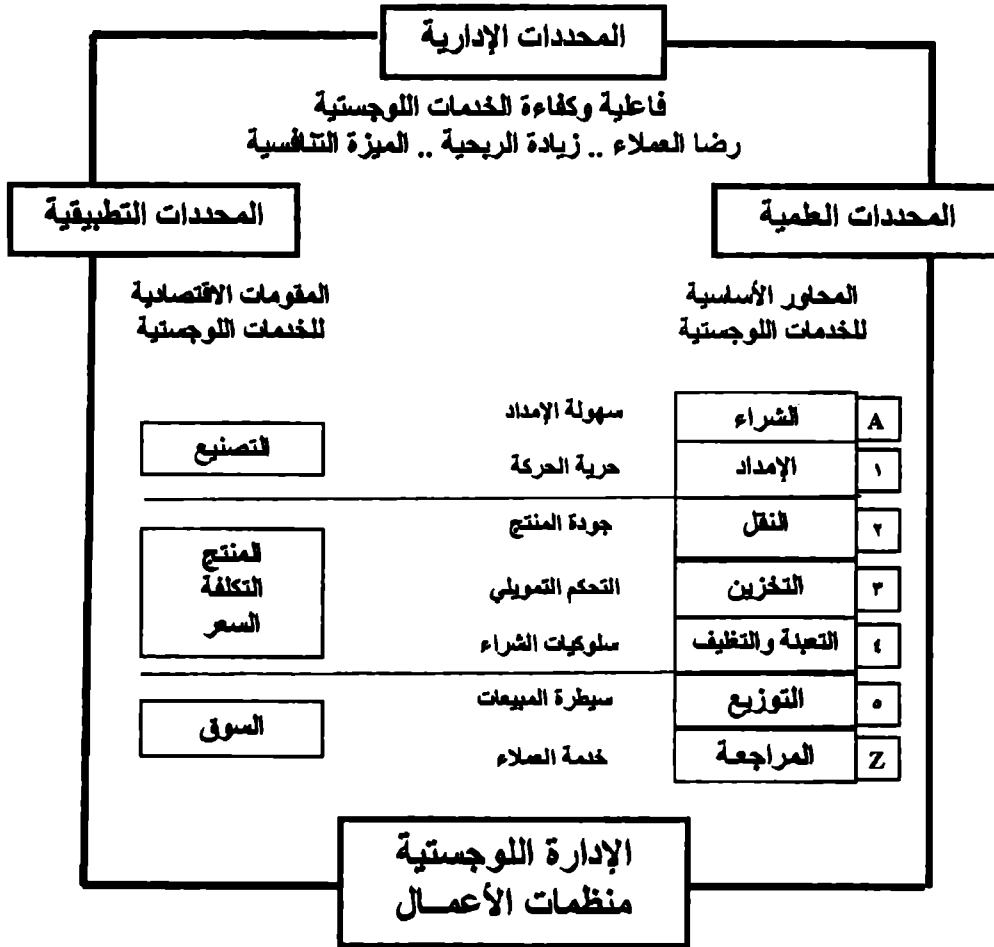 المحددات الإدارية
فاعلية وكفاءة الخدمات اللوجستية
رضا العملاء .. زيادة الربحية .. الميزة التنافسية
المحددات العلمية
المحددات التطبيقية
المحاور الأساسية
للخدمات اللوجستية
المقومات الاقتصادية
للخدمات اللوجستية
A الشراء سهولة الإمداد
التصنيع
١ الإمداد حرية الحركة
٢ النقل جودة المنتج
المنتج
٣ التخزين التحكم التمويلي
التكلفة
السعر
٤ التعبئة والتغليف سلوكيات الشراء
٥ التوزيع سيطرة المبيعات
السوق
Z المراجعة خدمة العملاء
الإدارة اللوجستية
منظمات الأعمــال